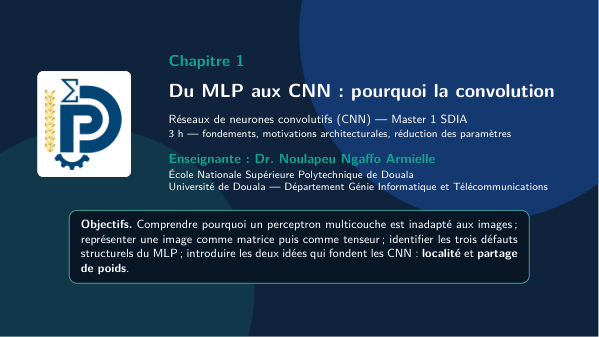 Chapitre 1
Du MLP aux CNN : pourquoi la convolution
Réseaux de neurones convolutifs (CNN) — Master 1 SDIA
3 h — fondements, motivations architecturales, réduction des paramètres
Enseignante : Dr. Noulapeu Ngaffo Armielle
École Nationale Supérieure Polytechnique de Douala
Université de Douala — Département Génie Informatique et Télécommunications
Objectifs. Comprendre pourquoi un perceptron multicouche est inadapté aux images ;
représenter une image comme matrice puis comme tenseur ; identifier les trois défauts
structurels du MLP ; introduire les deux idées qui fondent les CNN : localité et partage
de poids.